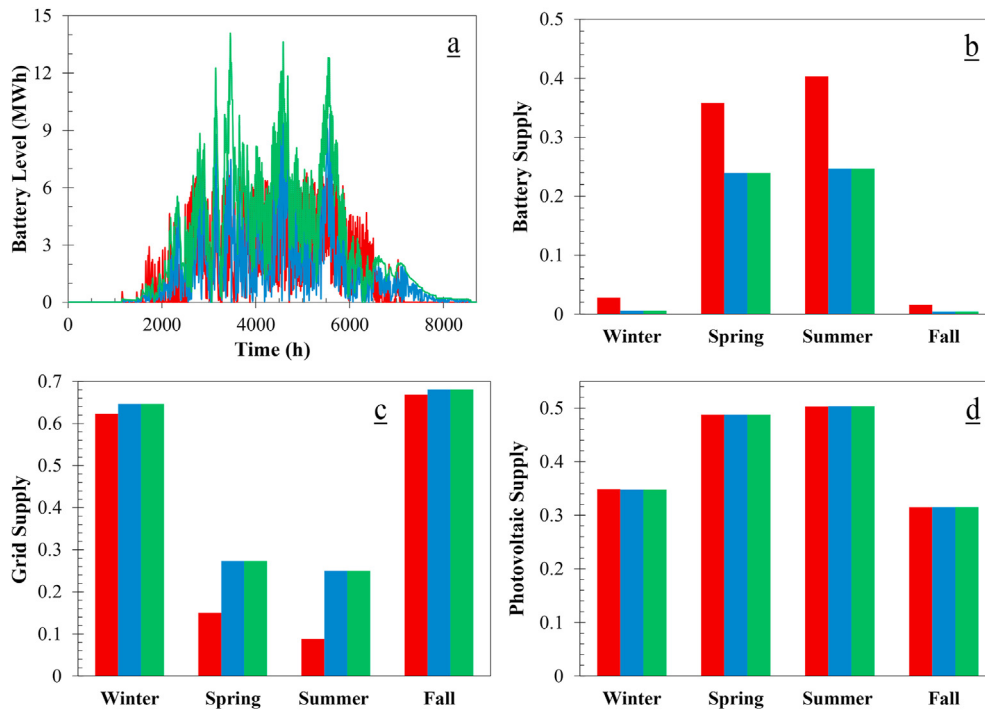 a
Battery Level (MWh)
15
12
9
6
3
0
0 2000 4000 6000 8000
Time (h)
b
Battery Supply
0.5
0.4
0.3
0.2
0.1
0
Winter Spring Summer Fall
c
Grid Supply
0.7
0.6
0.5
0.4
0.3
0.2
0.1
0
Winter Spring Summer Fall
d
Photovoltaic Supply
0.5
0.4
0.3
0.2
0.1
0
Winter Spring Summer Fall